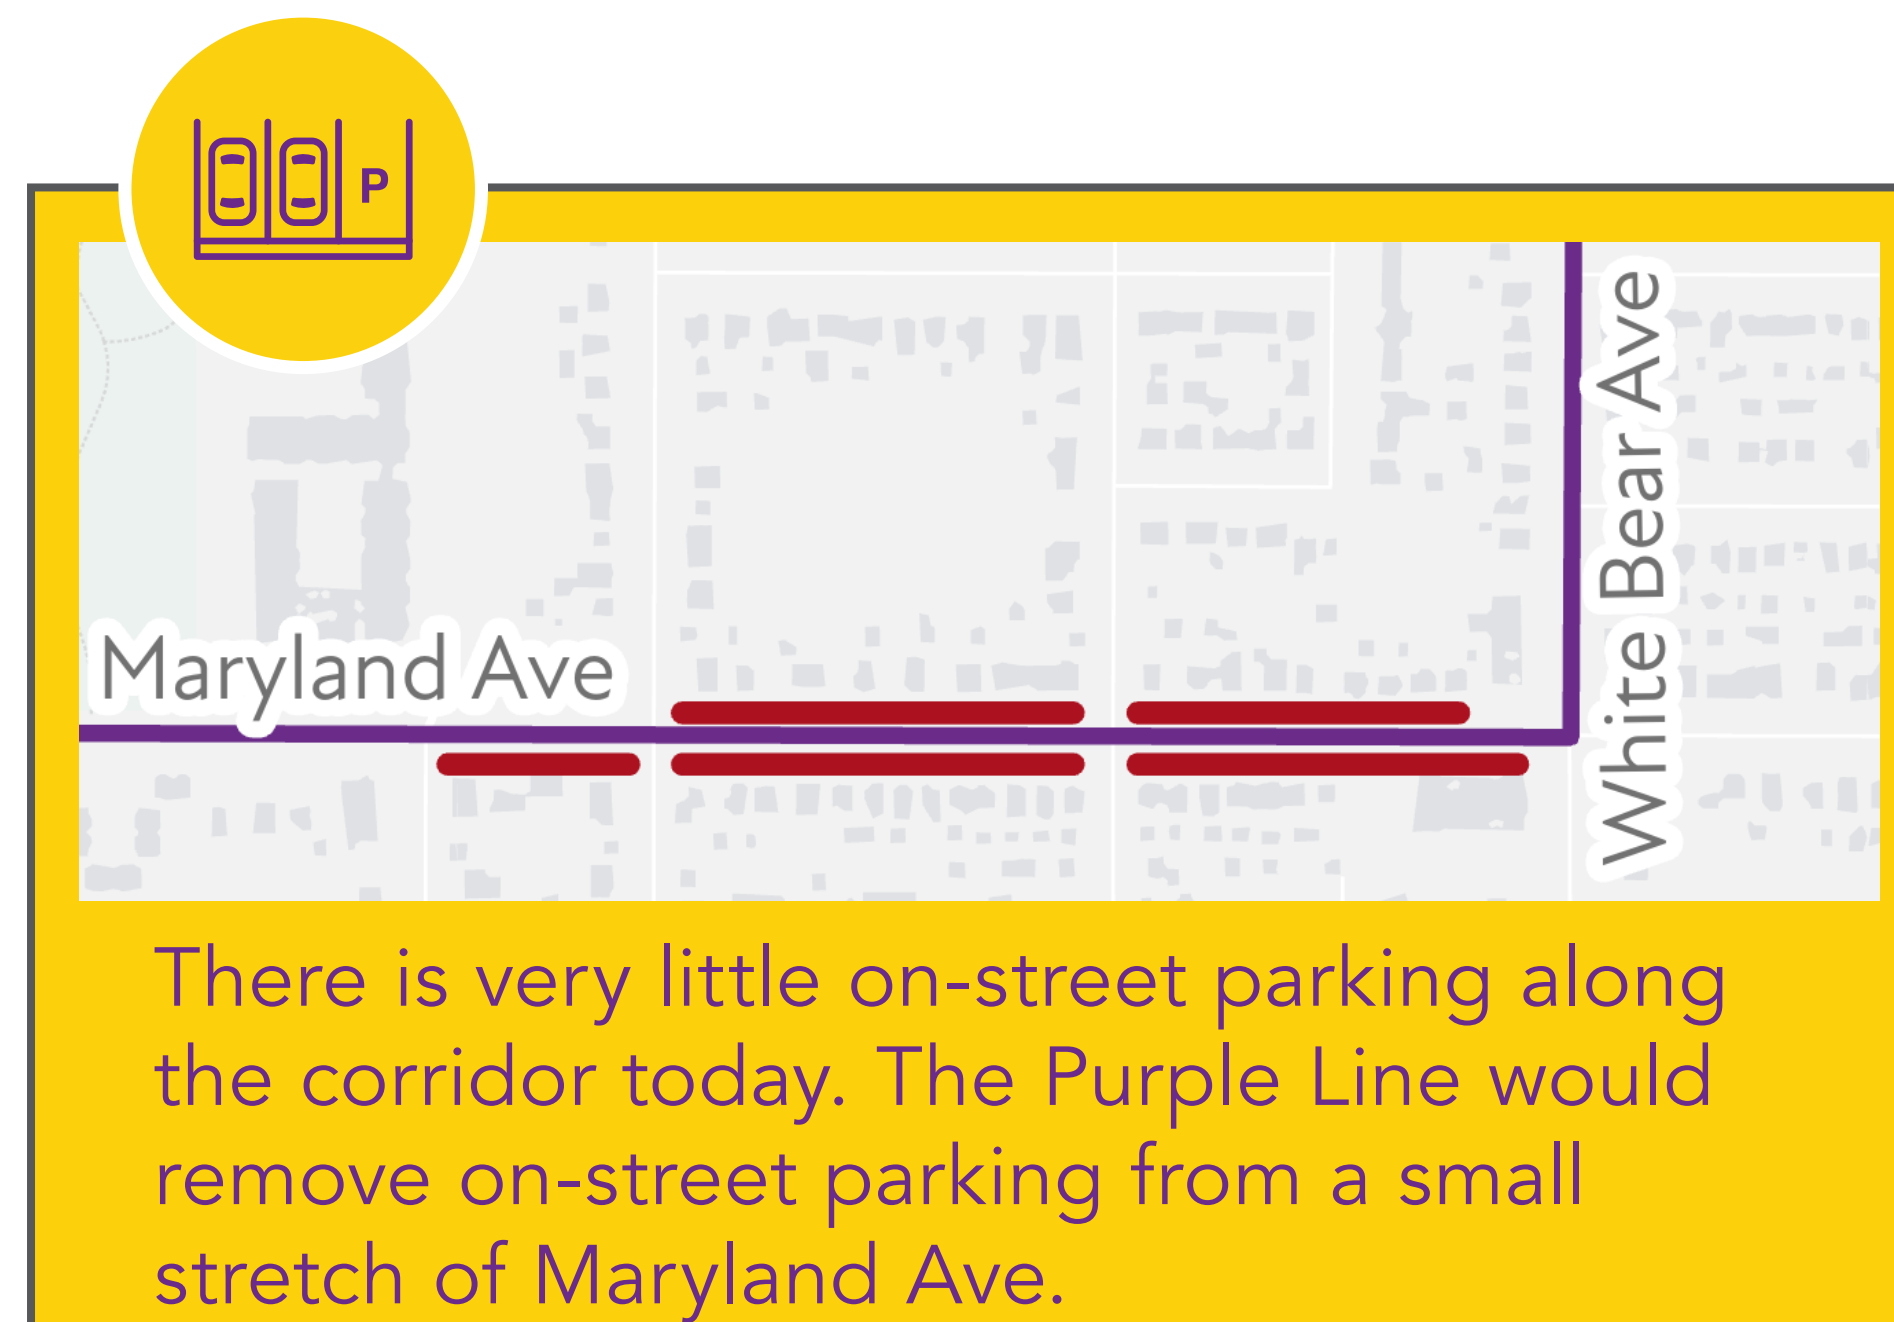 P
Maryland Ave
White Bear Ave
There is very little on-street parking along
the corridor today. The Purple Line would
remove on-street parking from a small
stretch of Maryland Ave.